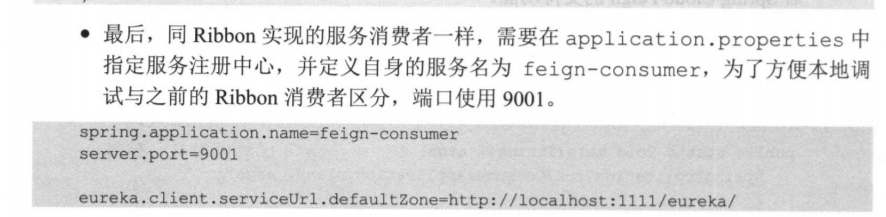 • 最后，同 Ribbon 实现的服务消费者一样，需要在 application.properties 中
指定服务注册中心，并定义自身的服务名为 feign-consumer，为了方便本地调
试与之前的 Ribbon 消费者区分，端口使用 9001。
spring.application.name=feign-consumer
server.port=9001
eureka.client.serviceUrl.defaultZone=http://localhost:1111/eureka/